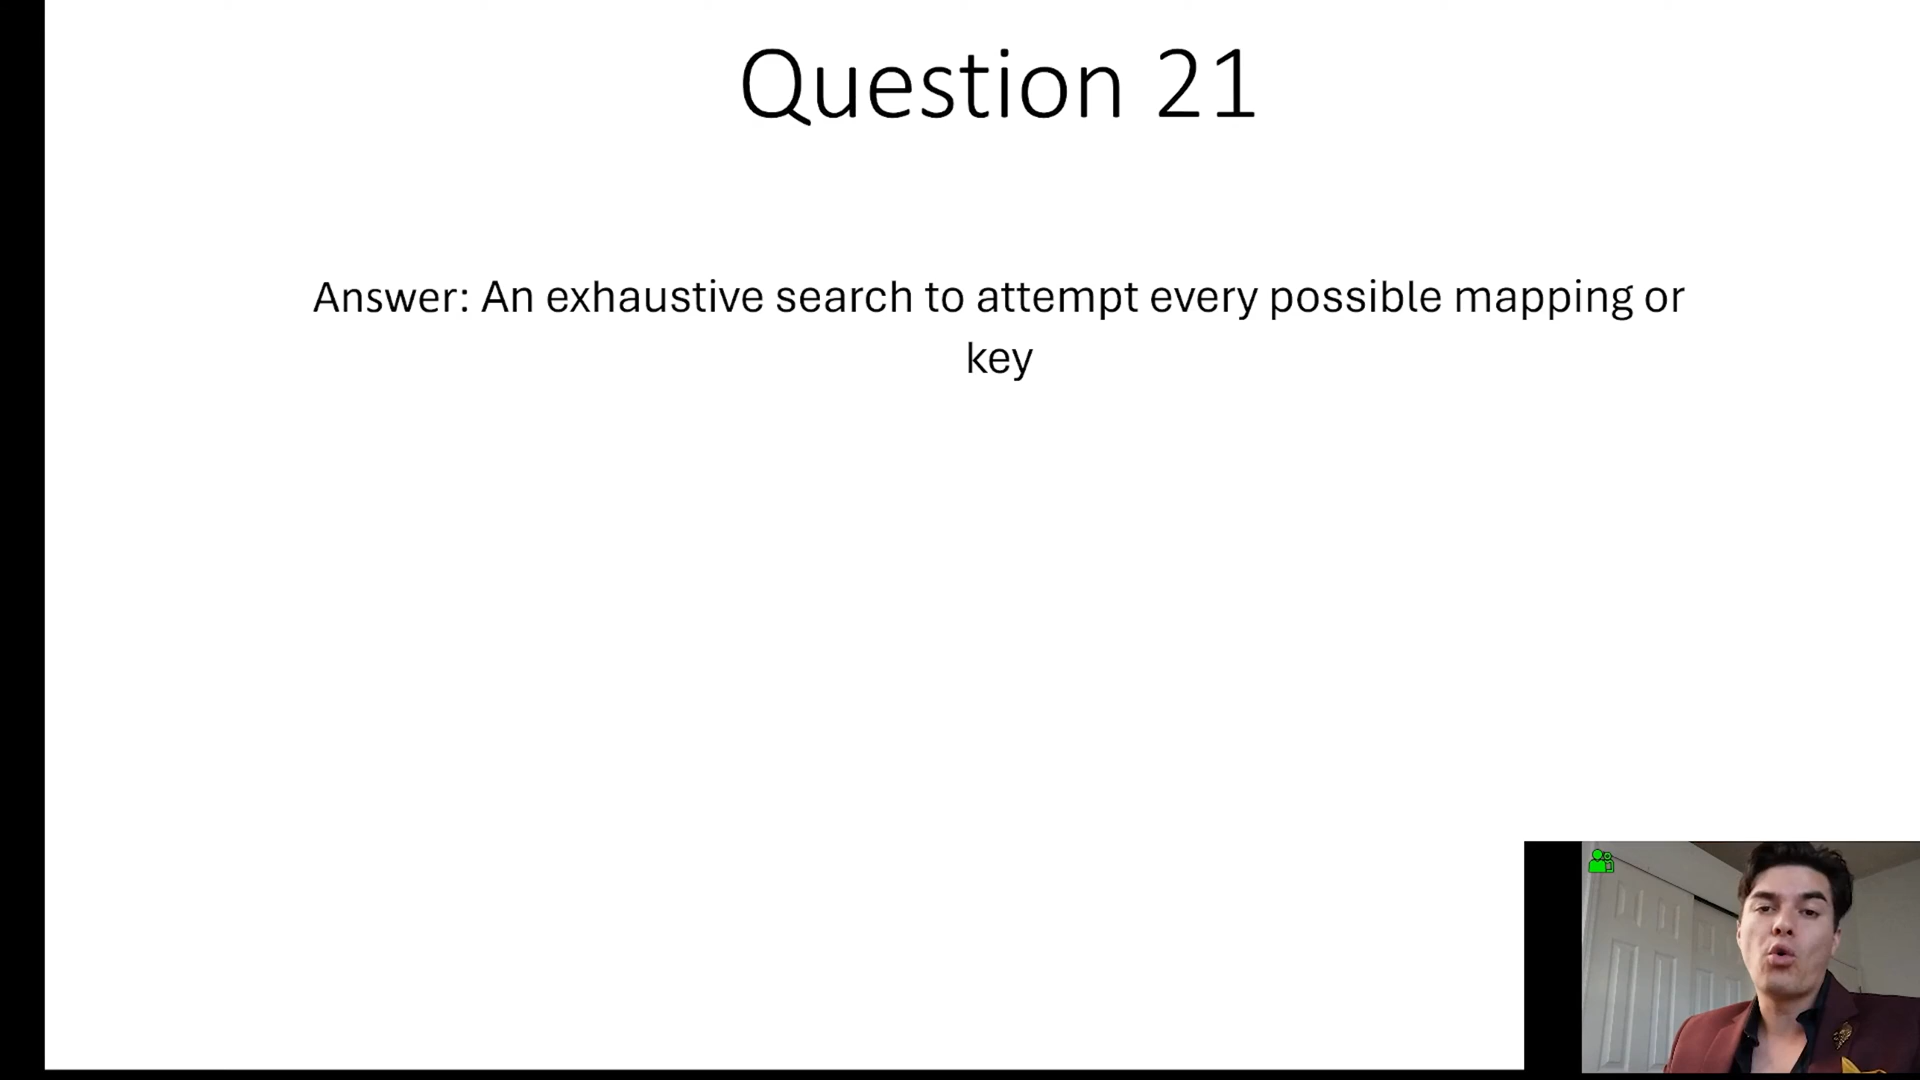 Question 21
Answer: An exhaustive search to attempt every possible mapping or
key